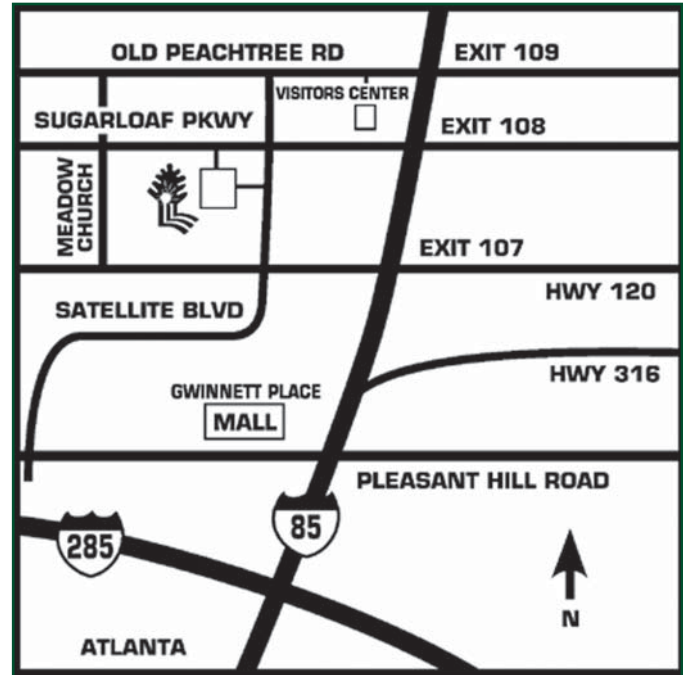 OLD PEACHTREE RD
EXIT 109
VISITORS CENTER
SUGARLOAF PKWY
EXIT 108
MEADOW
CHURCH
EXIT 107
HWY 120
SATELLITE BLVD
HWY 316
GWINNETT PLACE
MALL
PLEASANT HILL ROAD
85
285
N
ATLANTA